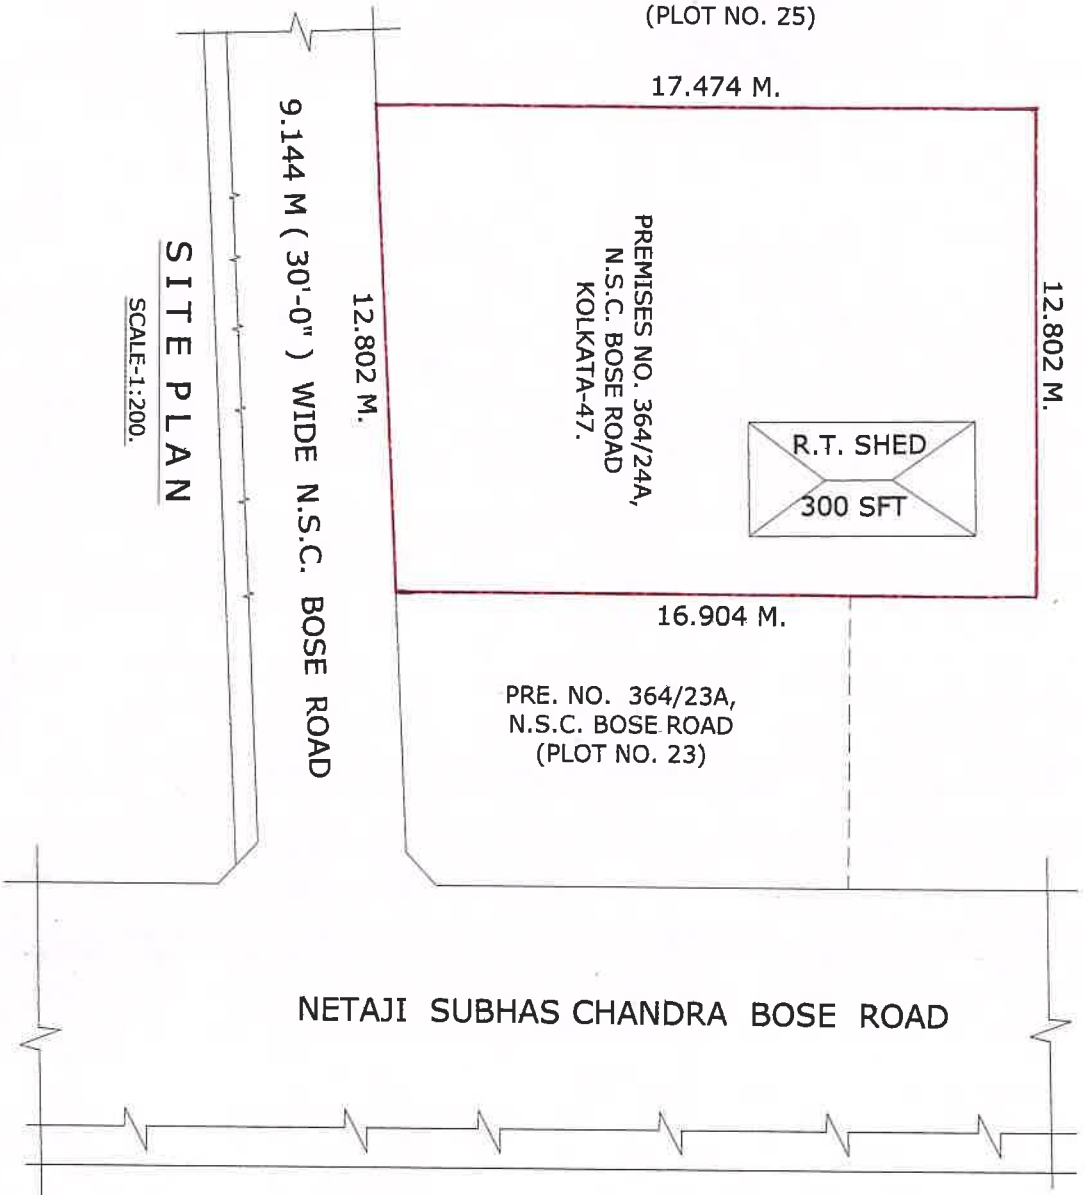 (PLOT NO. 25)
17.474 M.
12.802 M.
PREMISES NO. 364/24A,
N.S.C. BOSE ROAD
KOLKATA-47.
R.T. SHED
300 SFT
12.802 M.
9.144 M ( 30'-0" ) WIDE N.S.C. BOSE ROAD
SITE PLAN
SCALE-1:200.
16.904 M.
PRE. NO. 364/23A,
N.S.C. BOSE ROAD
(PLOT NO. 23)
NETAJI SUBHAS CHANDRA BOSE ROAD